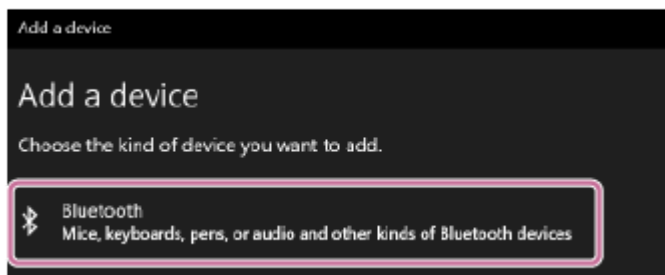 Add a device
Add a device
Choose the kind of device you want to add.
Bluetooth
Mice, keyboards, pens, or audio and other kinds of Bluetooth devices